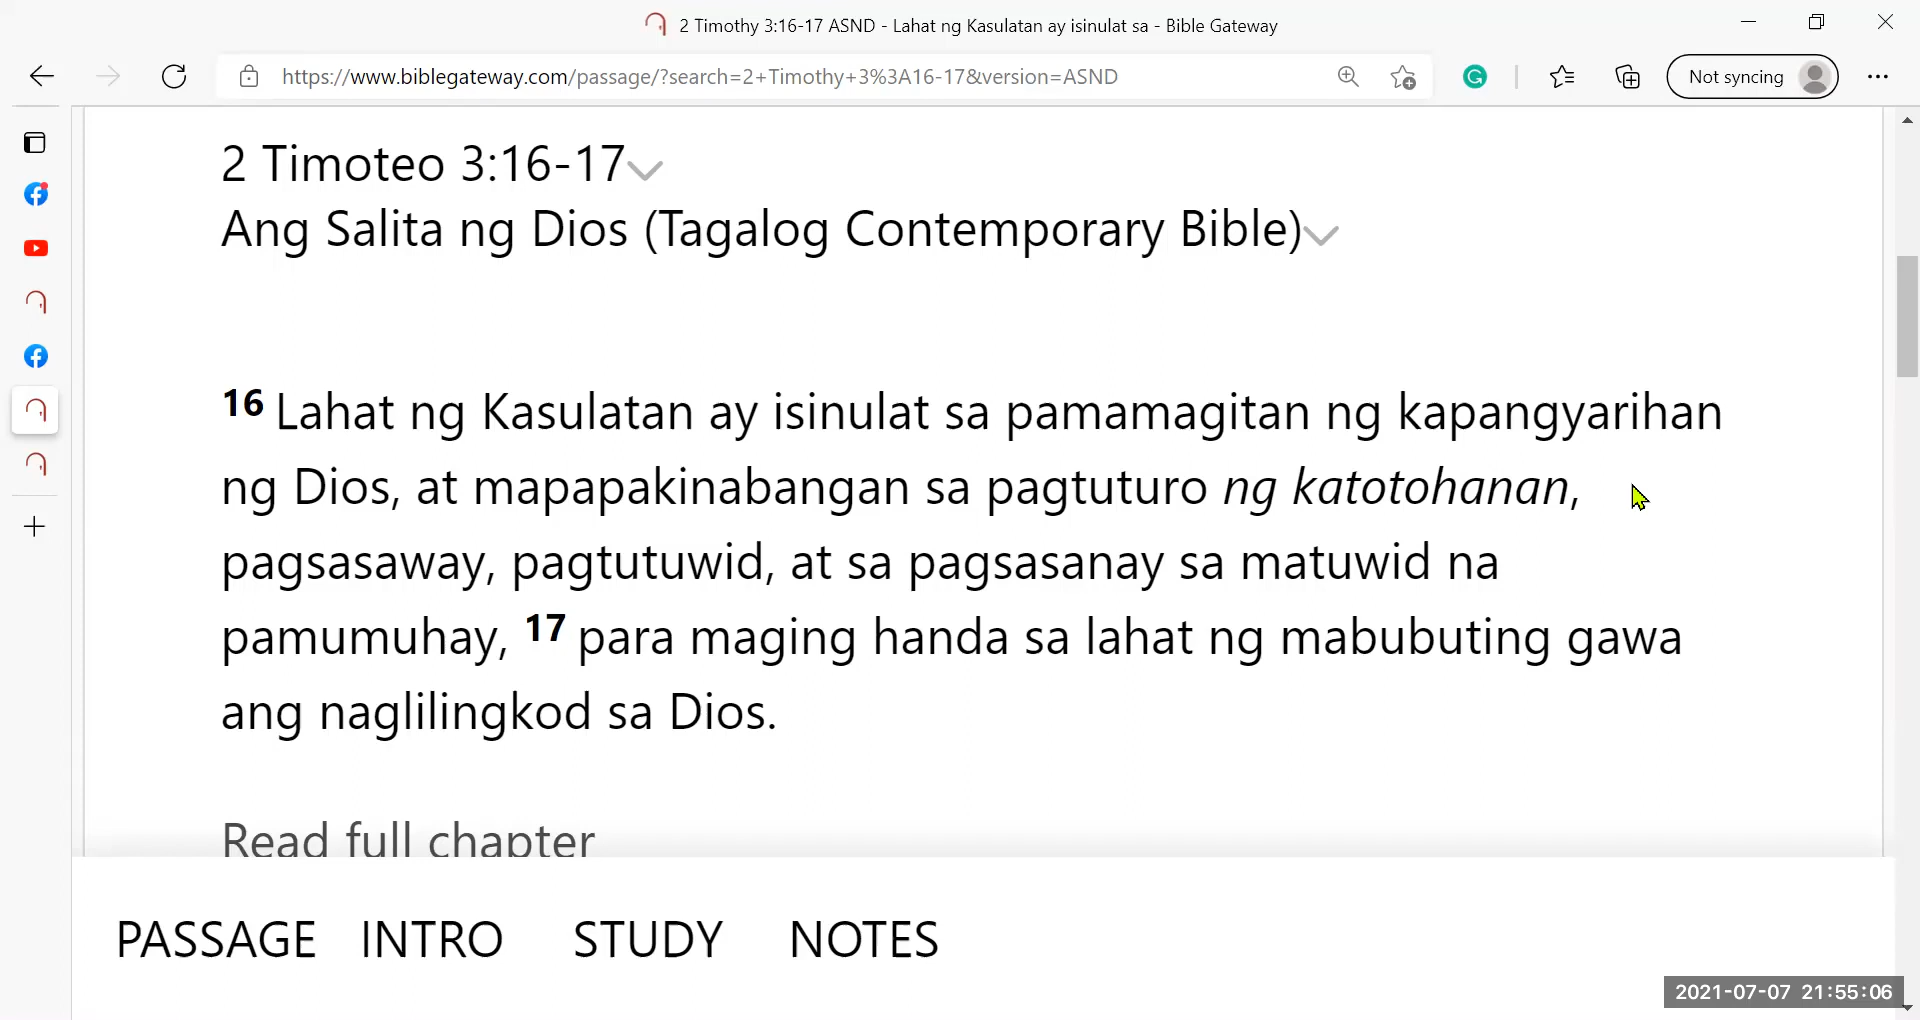 2 Timothy 3:16-17 ASND - Lahat ng Kasulatan ay isinulat sa - Bible Gateway
https://www.biblegateway.com/passage/?search=2+Timothy+3%3A16-17&version=ASND
Not syncing
2 Timoteo 3:16-17
Ang Salita ng Dios (Tagalog Contemporary Bible)
16 Lahat ng Kasulatan ay isinulat sa pamamagitan ng kapangyarihan
ng Dios, at mapapakinabangan sa pagtuturo ng katotohanan,
pagsasaway, pagtutuwid, at sa pagsasanay sa matuwid na
pamumuhay, 17 para maging handa sa lahat ng mabubuting gawa
ang naglilingkod sa Dios.
Read full chapter
PASSAGE INTRO STUDY NOTES
2021-07-07 21:55:06